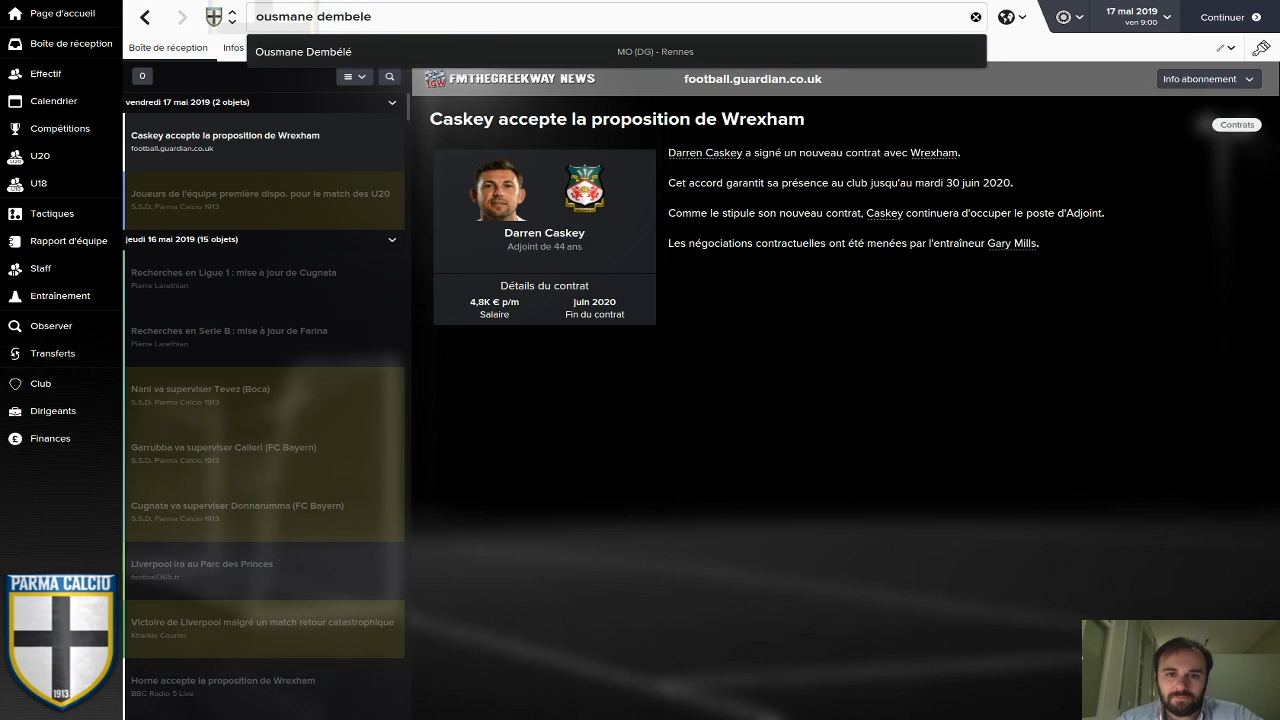 Page d'accueil
Boîte de réception
Effectif
Calendrier
Compétitions
U20
U18
Tactiques
Rapport d'équipe
Staff
Entraînement
Observer
Transferts
Club
Dirigeants
Finances
PARMA CALCIO
1913
ousmane dembele
Ousmane Dembélé MO (DG) - Rennes
17 mai 2019
ven 9:00
Continuer
Boîte de réception Infos
0
vendredi 17 mai 2019 (2 objets)
Caskey accepte la proposition de Wrexham
football.guardian.co.uk
Joueurs de l'équipe première dispo. pour le match des U20
S.S.D. Parma Calcio 1913
jeudi 16 mai 2019 (15 objets)
Recherches en Ligue 1 : mise à jour de Cugnata
Pierre Larethian
Recherches en Serie B : mise à jour de Farina
Pierre Larethian
Nani va superviser Tevez (Boca)
S.S.D. Parma Calcio 1913
Garrubba va superviser Calleri (FC Bayern)
S.S.D. Parma Calcio 1913
Cugnata va superviser Donnarumma (FC Bayern)
S.S.D. Parma Calcio 1913
Liverpool ira au Parc des Princes
football365.fr
Victoire de Liverpool malgré un match retour catastrophique
Kharkiv Courier
Horne accepte la proposition de Wrexham
BBC Radio 5 Live
FMTHEGREEKWAY NEWS
football.guardian.co.uk
Info abonnement
Caskey accepte la proposition de Wrexham
Contrats
Darren Caskey
Adjoint de 44 ans
Détails du contrat
4,8K € p/m juin 2020
Salaire Fin du contrat
Darren Caskey a signé un nouveau contrat avec Wrexham.
Cet accord garantit sa présence au club jusqu'au mardi 30 juin 2020.
Comme le stipule son nouveau contrat, Caskey continuera d'occuper le poste d'Adjoint.
Les négociations contractuelles ont été menées par l'entraîneur Gary Mills.